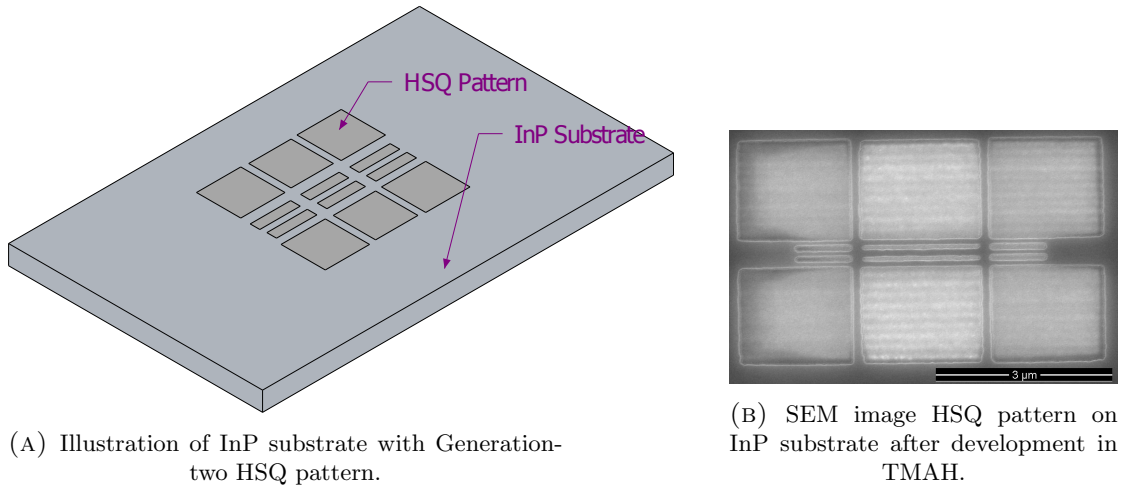 HSQ Pattern
InP Substrate
3 µm
(A) Illustration of InP substrate with Generation-
two HSQ pattern.
(B) SEM image HSQ pattern on
InP substrate after development in
TMAH.